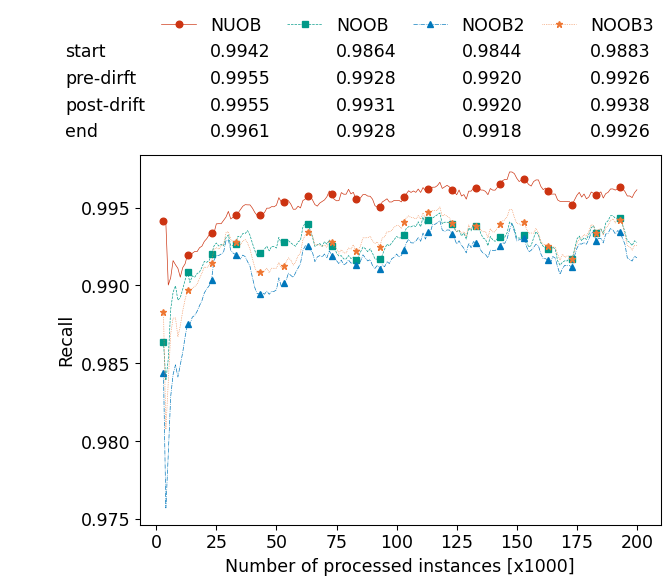 NUOB NOOB NOOB2 NOOB3
start 0.9942 0.9864 0.9844 0.9883
pre-dirft 0.9955 0.9928 0.9920 0.9926
post-drift 0.9955 0.9931 0.9920 0.9938
end 0.9961 0.9928 0.9918 0.9926
0.995
0.990
0.985
0.980
0.975
Recall
0 25 50 75 100 125 150 175 200
Number of processed instances [x1000]